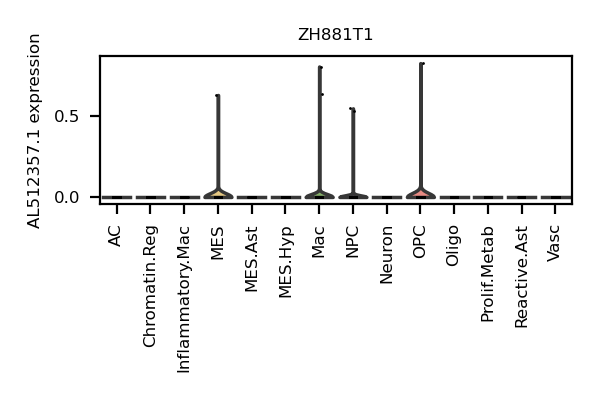 ZH881T1
AL512357.1 expression
0.5
0.0
AC
Chromatin.Reg
Inflammatory.Mac
MES
MES.Ast
MES.Hyp
Mac
NPC
Neuron
OPC
Oligo
Prolif.Metab
Reactive.Ast
Vasc